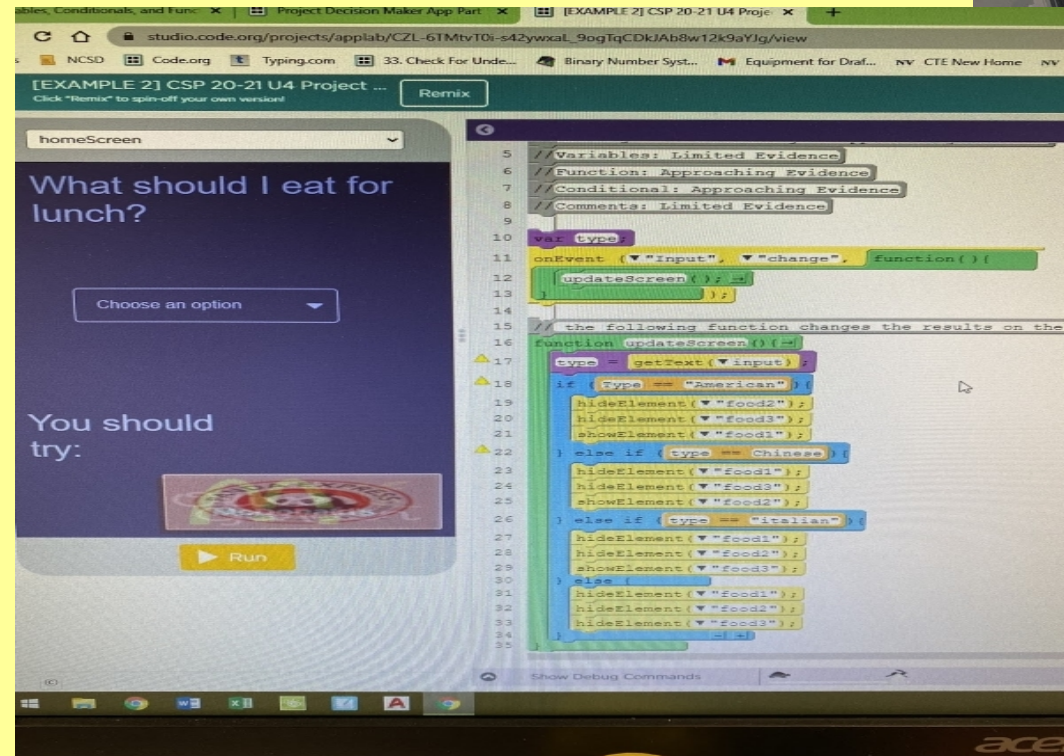 ables, Conditionals, and Func
Project Decision Maker App Part
[EXAMPLE 2] CSP 20-21 U4 Proje
studio.code.org/projects/applab/CZL-6TMtvT0i-s42ywxaL_9ogTqCDkJAb8w12k9aYJg/view
NCSD
Code.org
Typing.com
33. Check For Unde...
Binary Number Syst...
Equipment for Draf...
NV CTE New Home
NV
[EXAMPLE 2] CSP 20-21 U4 Project ...
Click "Remix" to spin-off your own version!
Remix
homeScreen
What should I eat for
lunch?
Choose an option
You should
try:
Run
5 //Variables: Limited Evidence
6 //Function: Approaching Evidence
7 //Conditional: Approaching Evidence
8 //Comments: Limited Evidence
9
10 var type;
11 onEvent ("Input", "change", function(){
12 updateScreen();
13 });
14
15 // the following function changes the results on the
16 function updateScreen(){
17 type = getText(input);
18 if (Type == "American"){
19 hideElement("food2");
20 hideElement("food3");
21 showElement("food1");
22 } else if (type == Chinese){
23 hideElement("food1");
24 hideElement("food3");
25 showElement("food2");
26 } else if (type == "italian"){
27 hideElement("food1");
28 hideElement("food2");
29 showElement("food3");
30 } else {
31 hideElement("food1");
32 hideElement("food2");
33 hideElement("food3");
34 }
35 }
Show Debug Commands
acer